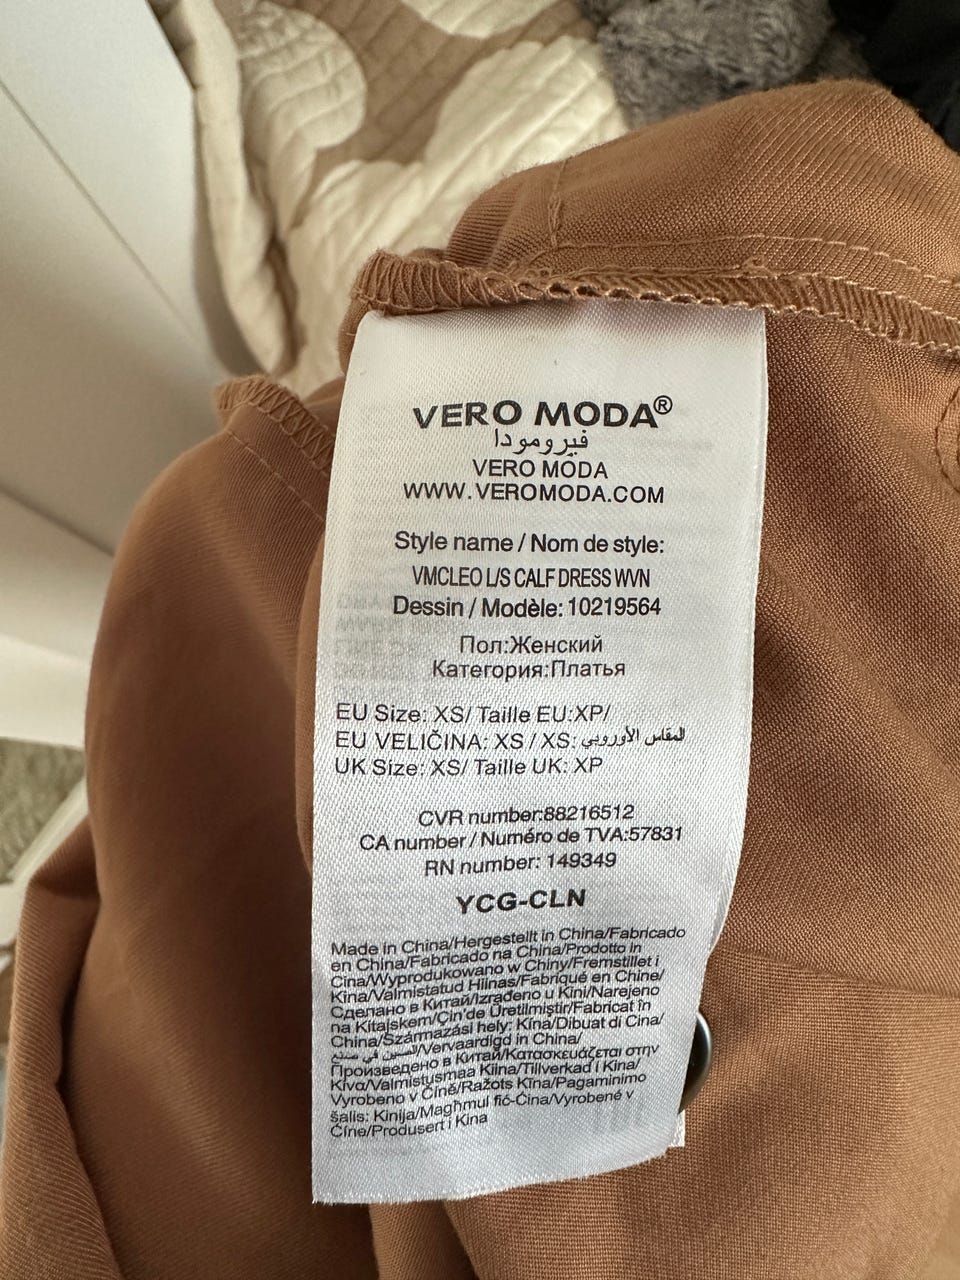 VERO MODA®
فيرومودا
VERO MODA
WWW.VEROMODA.COM
Style name / Nom de style:
VMCLEO L/S CALF DRESS WVN
Dessin / Modèle: 10219564
Пол:Женский
Категория:Платья
EU Size: XS/ Taille EU:XP/
EU VELIČINA: XS / XS: المقاس الأوروبي
UK Size: XS/ Taille UK: XP
CVR number:88216512
CA number / Numéro de TVA:57831
RN number: 149349
YCG-CLN
Made in China/Hergestellt in China/Fabricado
en China/Fabricado na China/Prodotto in
Cina/Wyprodukowano w Chiny/Fremstillet i
Kina/Valmistatud Hiinas/Fabriqué en Chine/
Сделано в Китай/Izrađeno u Kini/Narejeno
na Kitajskem/Çin'de Üretilmiştir/Fabricat în
China/Származási hely: Kína/Dibuat di Cina/
الصين في صنع/Vervaardigd in China/
Произведено в Китай/Κατασκευάζεται στην
Κίνα/Valmistusmaa Kiina/Tillverkad i Kina/
Vyrobeno v Číně/Ražots Ķīna/Pagaminimo
šalis: Kinija/Magħmul fiċ-Ċina/Vyrobené v
Číne/Produsert i Kina